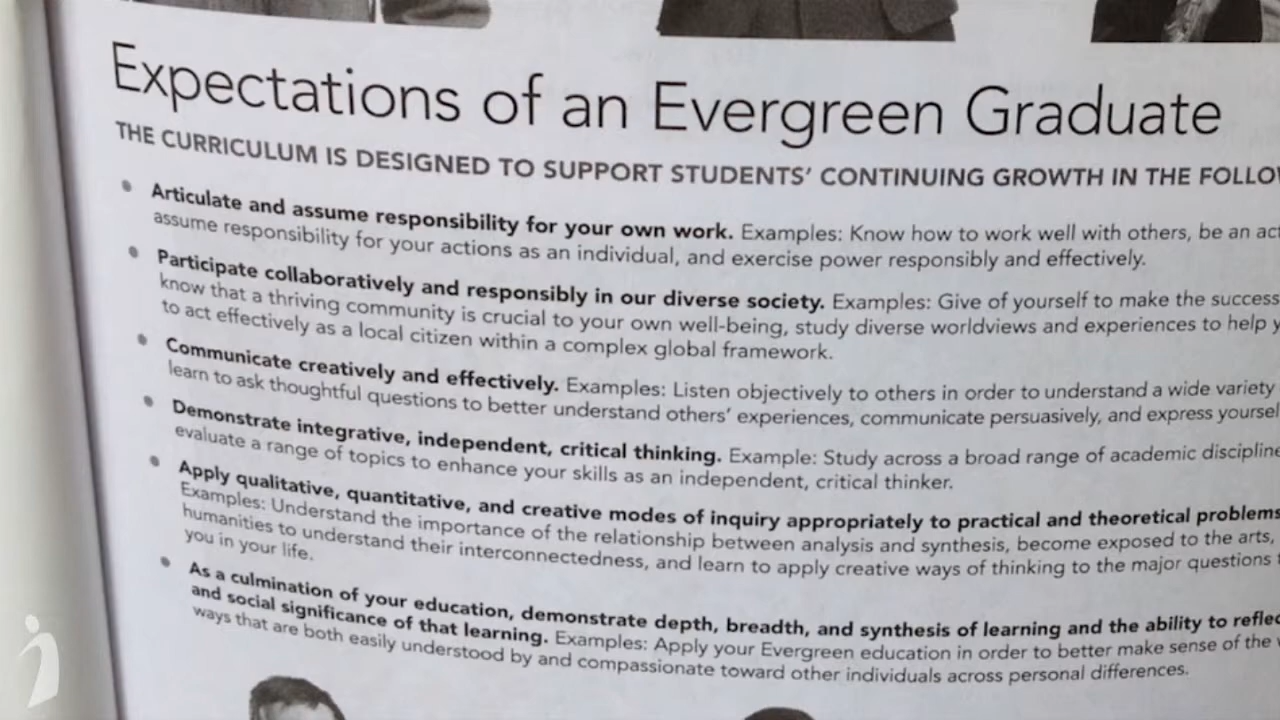 Expectations of an Evergreen Graduate
THE CURRICULUM IS DESIGNED TO SUPPORT STUDENTS' CONTINUING GROWTH IN THE FOLLO
• Articulate and assume responsibility for your own work. Examples: Know how to work well with others, be an act
assume responsibility for your actions as an individual, and exercise power responsibly and effectively.
• Participate collaboratively and responsibly in our diverse society. Examples: Give of yourself to make the success
know that a thriving community is crucial to your own well-being, study diverse worldviews and experiences to help y
to act effectively as a local citizen within a complex global framework.
• Communicate creatively and effectively. Examples: Listen objectively to others in order to understand a wide variety
learn to ask thoughtful questions to better understand others' experiences, communicate persuasively, and express yoursel
• Demonstrate integrative, independent, critical thinking. Example: Study across a broad range of academic discipline
evaluate a range of topics to enhance your skills as an independent, critical thinker.
• Apply qualitative, quantitative, and creative modes of inquiry appropriately to practical and theoretical problems
Examples: Understand the importance of the relationship between analysis and synthesis, become exposed to the arts,
humanities to understand their interconnectedness, and learn to apply creative ways of thinking to the major questions
you in your life.
• As a culmination of your education, demonstrate depth, breadth, and synthesis of learning and the ability to reflec
and social significance of that learning. Examples: Apply your Evergreen education in order to better make sense of the
ways that are both easily understood by and compassionate toward other individuals across personal differences.